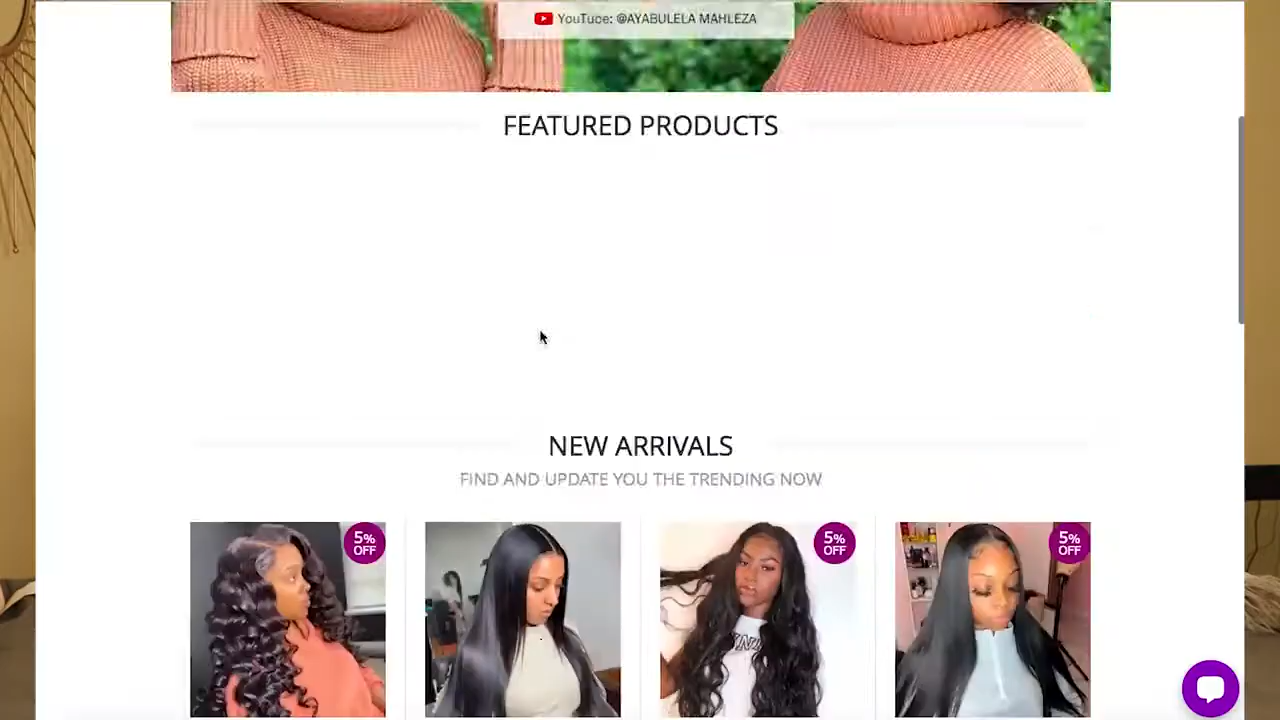 YouTuce: @AYABULELA MAHLEZA
FEATURED PRODUCTS
NEW ARRIVALS
FIND AND UPDATE YOU THE TRENDING NOW
5%
OFF
5%
OFF
5%
OFF